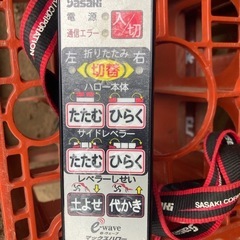 sasaki
電源 入/切
通信エラー
折りたたみ
左 切替 右
ハロー本体
たたむ ひらく
サイドレベラー
たたむ ひらく
レベラーしせい
土よせ 代かき
e-wave
マックスハロー
SASAKI CORPORATION
SASAKI CORPO